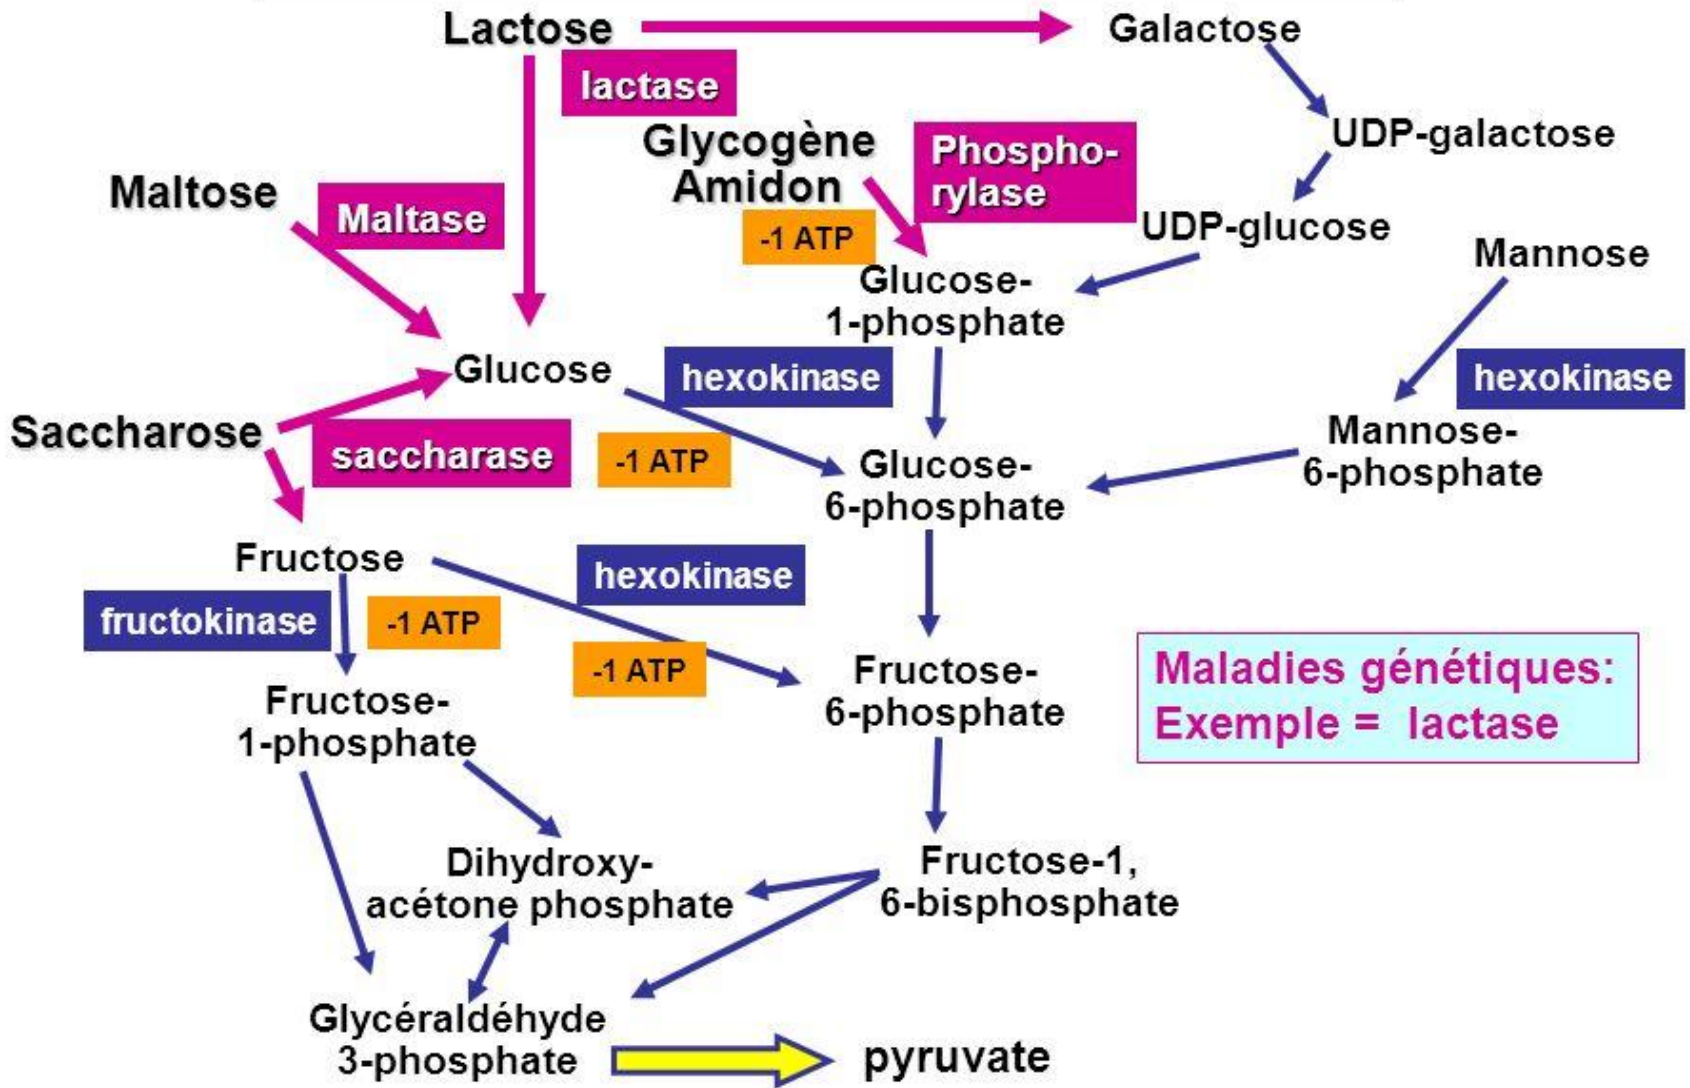 Lactose
Galactose
lactase
Glycogène
Amidon
Phospho-
rylase
UDP-galactose
Maltose
Maltase
-1 ATP
UDP-glucose
Mannose
Glucose-
1-phosphate
Glucose
hexokinase
hexokinase
Saccharose
saccharase
-1 ATP
Glucose-
6-phosphate
Mannose-
6-phosphate
Fructose
hexokinase
fructokinase
-1 ATP
-1 ATP
Fructose-
6-phosphate
Maladies génétiques:
Exemple = lactase
Fructose-
1-phosphate
Dihydroxy-
acétone phosphate
Fructose-1,
6-bisphosphate
Glycéraldéhyde
3-phosphate
pyruvate